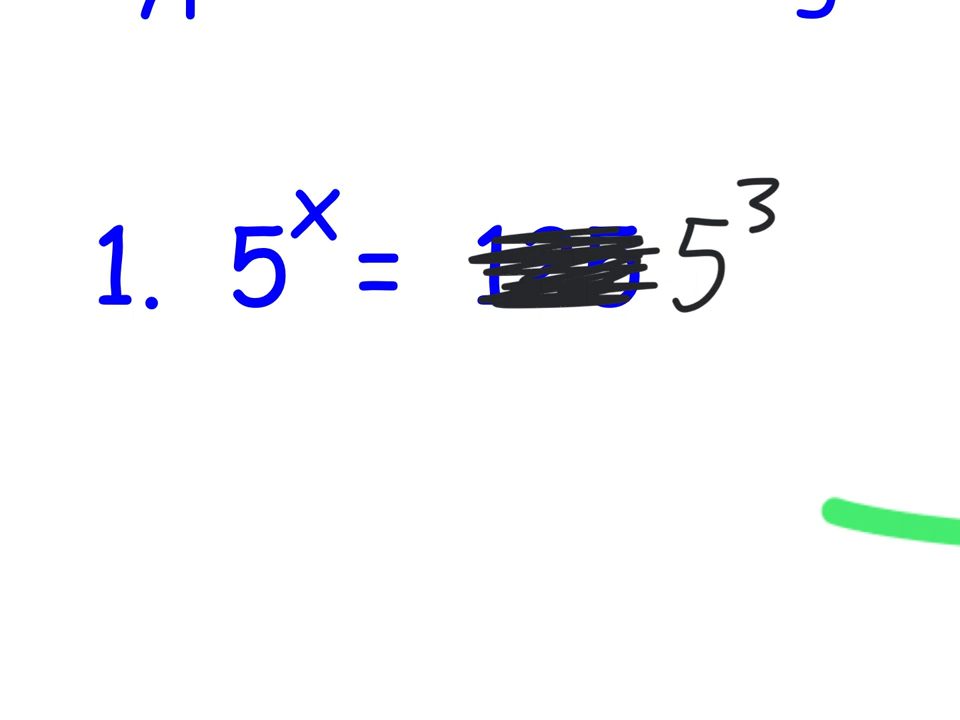 1. 5^x = 5^3